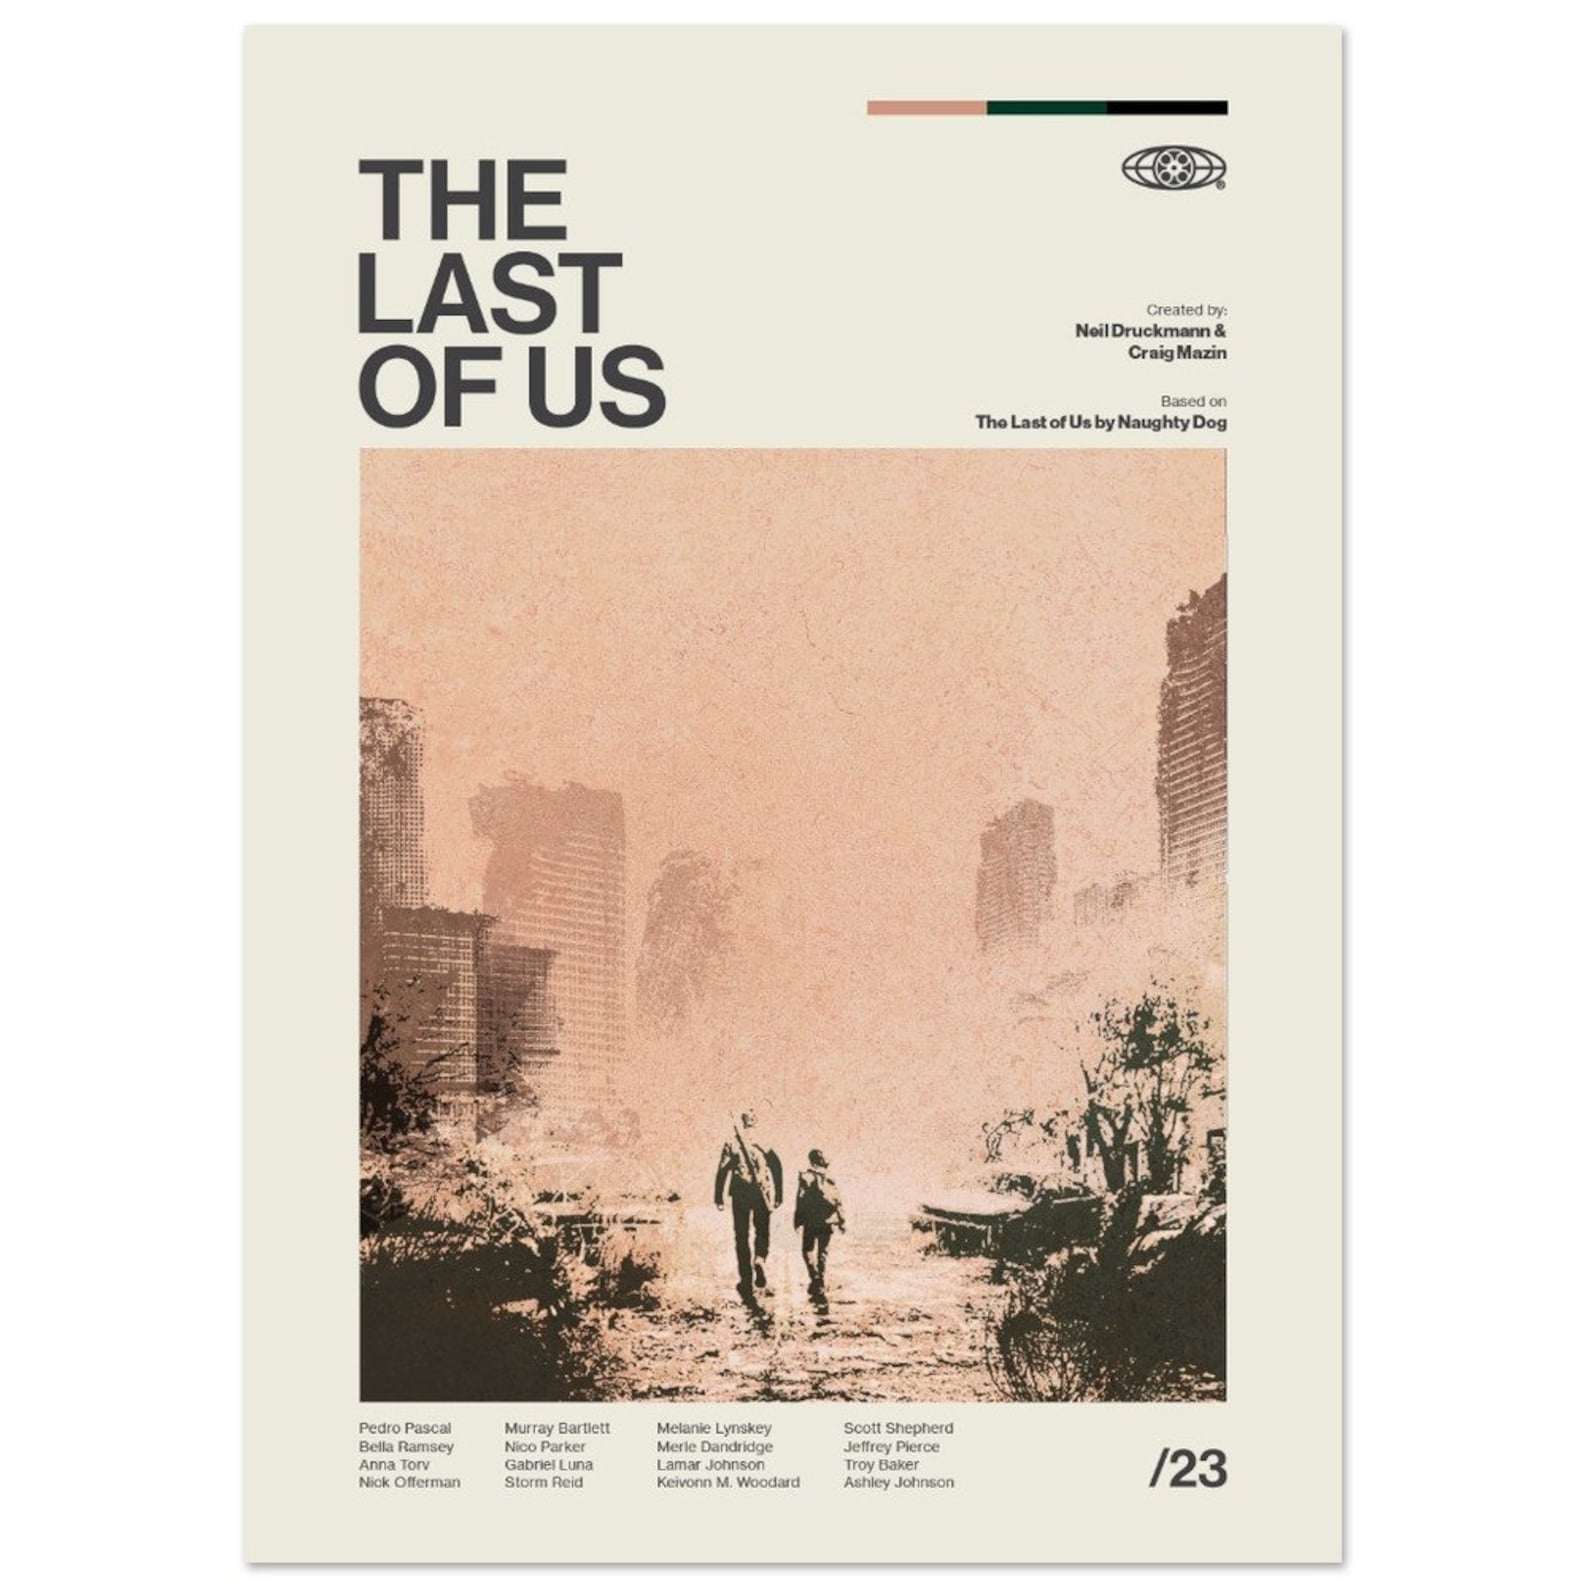 THE
LAST
OF US
Created by:
Neil Druckmann &
Craig Mazin
Based on
The Last of Us by Naughty Dog
Pedro Pascal
Bella Ramsey
Anna Torv
Nick Offerman
Murray Bartlett
Nico Parker
Gabriel Luna
Storm Reid
Melanie Lynskey
Merle Dandridge
Lamar Johnson
Keivonn M. Woodard
Scott Shepherd
Jeffrey Pierce
Troy Baker
Ashley Johnson
/23